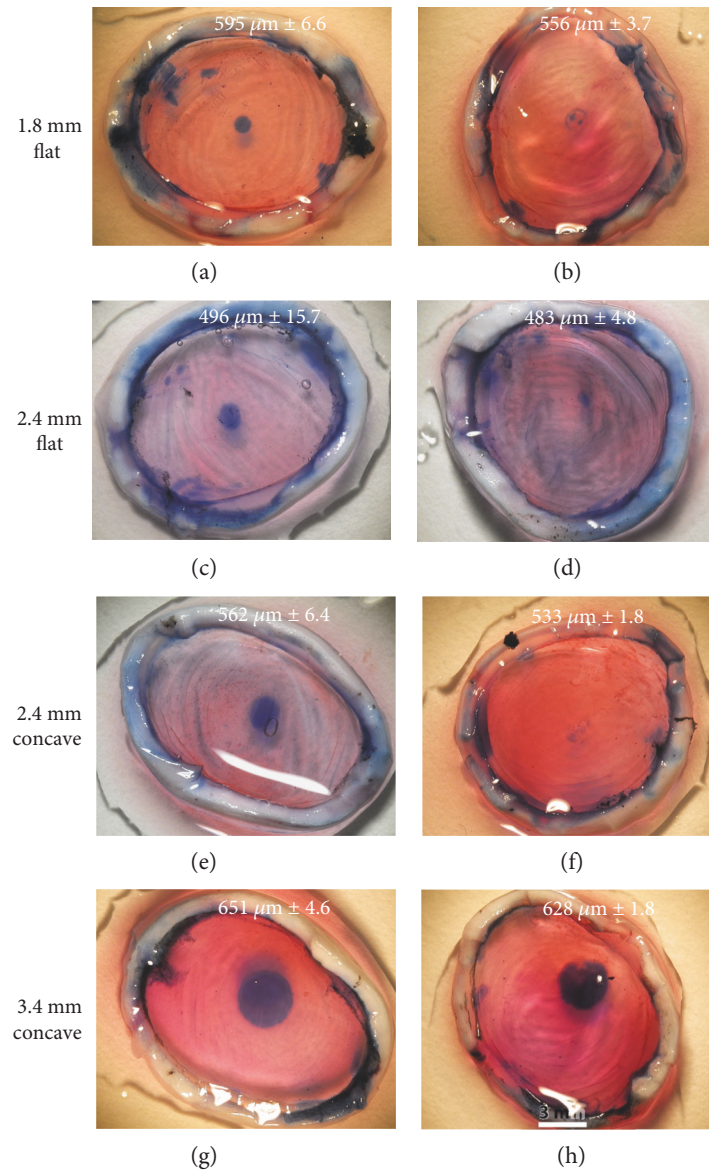 595 μm ± 6.6
556 μm ± 3.7
1.8 mm
flat
(a)
(b)
496 μm ± 15.7
483 μm ± 4.8
2.4 mm
flat
(c)
(d)
562 μm ± 6.4
533 μm ± 1.8
2.4 mm
concave
(e)
(f)
651 μm ± 4.6
628 μm ± 1.8
3.4 mm
concave
(g)
3 mm
(h)